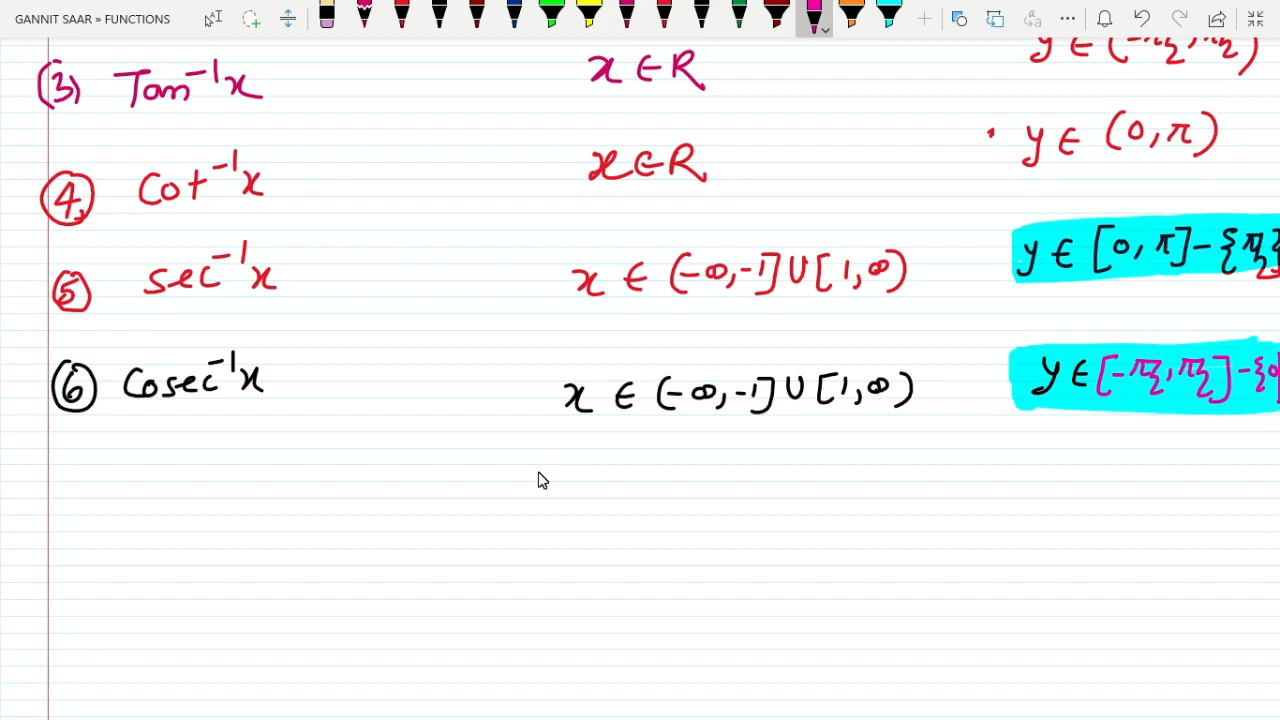 GANNIT SAAR » FUNCTIONS
y ∈ (-π/2, π/2)
(3) Tan⁻¹x x ∈ R
④ Cot⁻¹x x ∈ R y ∈ (0, π)
⑤ sec⁻¹x x ∈ (-∞, -1] ∪ [1, ∞) y ∈ [0, π] - {π/2}
⑥ Cosec⁻¹x x ∈ (-∞, -1] ∪ [1, ∞) y ∈ [-π/2, π/2] - {0}